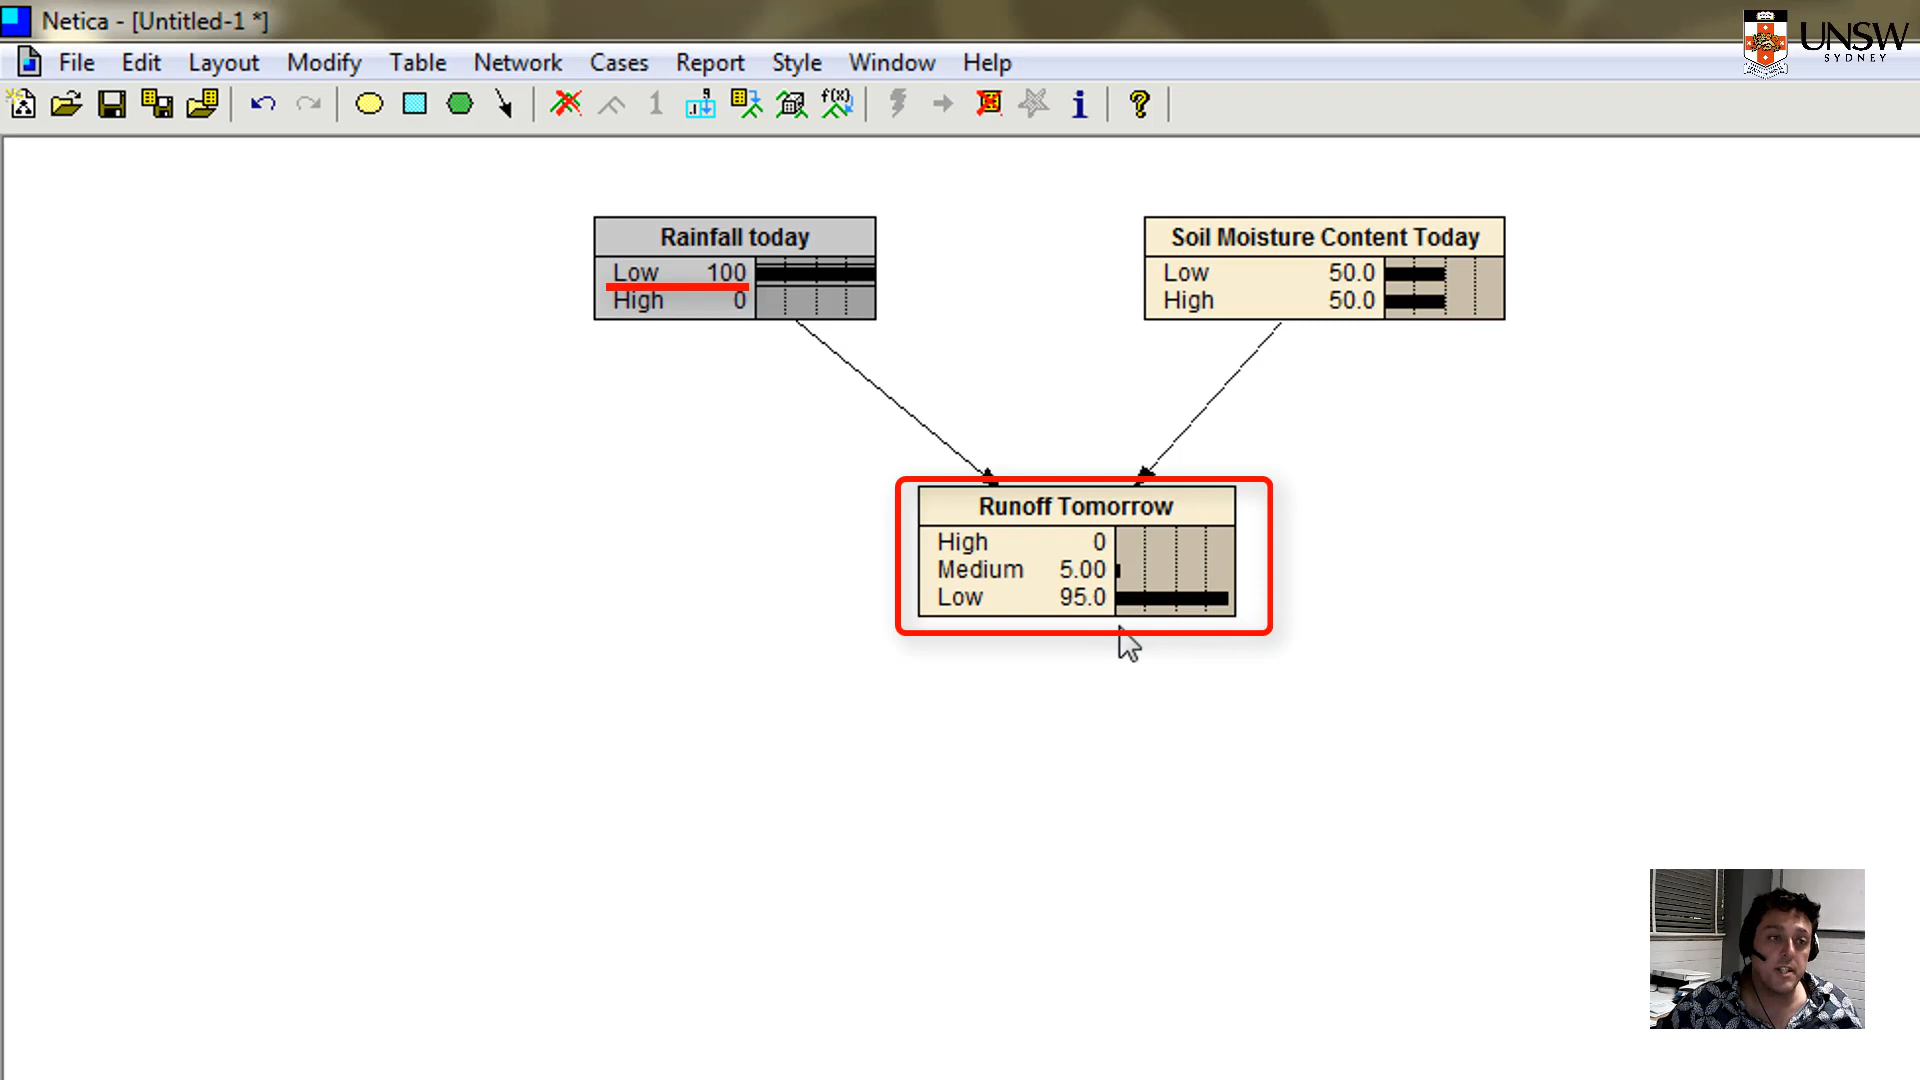 Netica - [Untitled-1 *]
UNSW
SYDNEY
File Edit Layout Modify Table Network Cases Report Style Window Help
1 f(x) i ?
Rainfall today
Low 100
High 0
Soil Moisture Content Today
Low 50.0
High 50.0
Runoff Tomorrow
High 0
Medium 5.00
Low 95.0